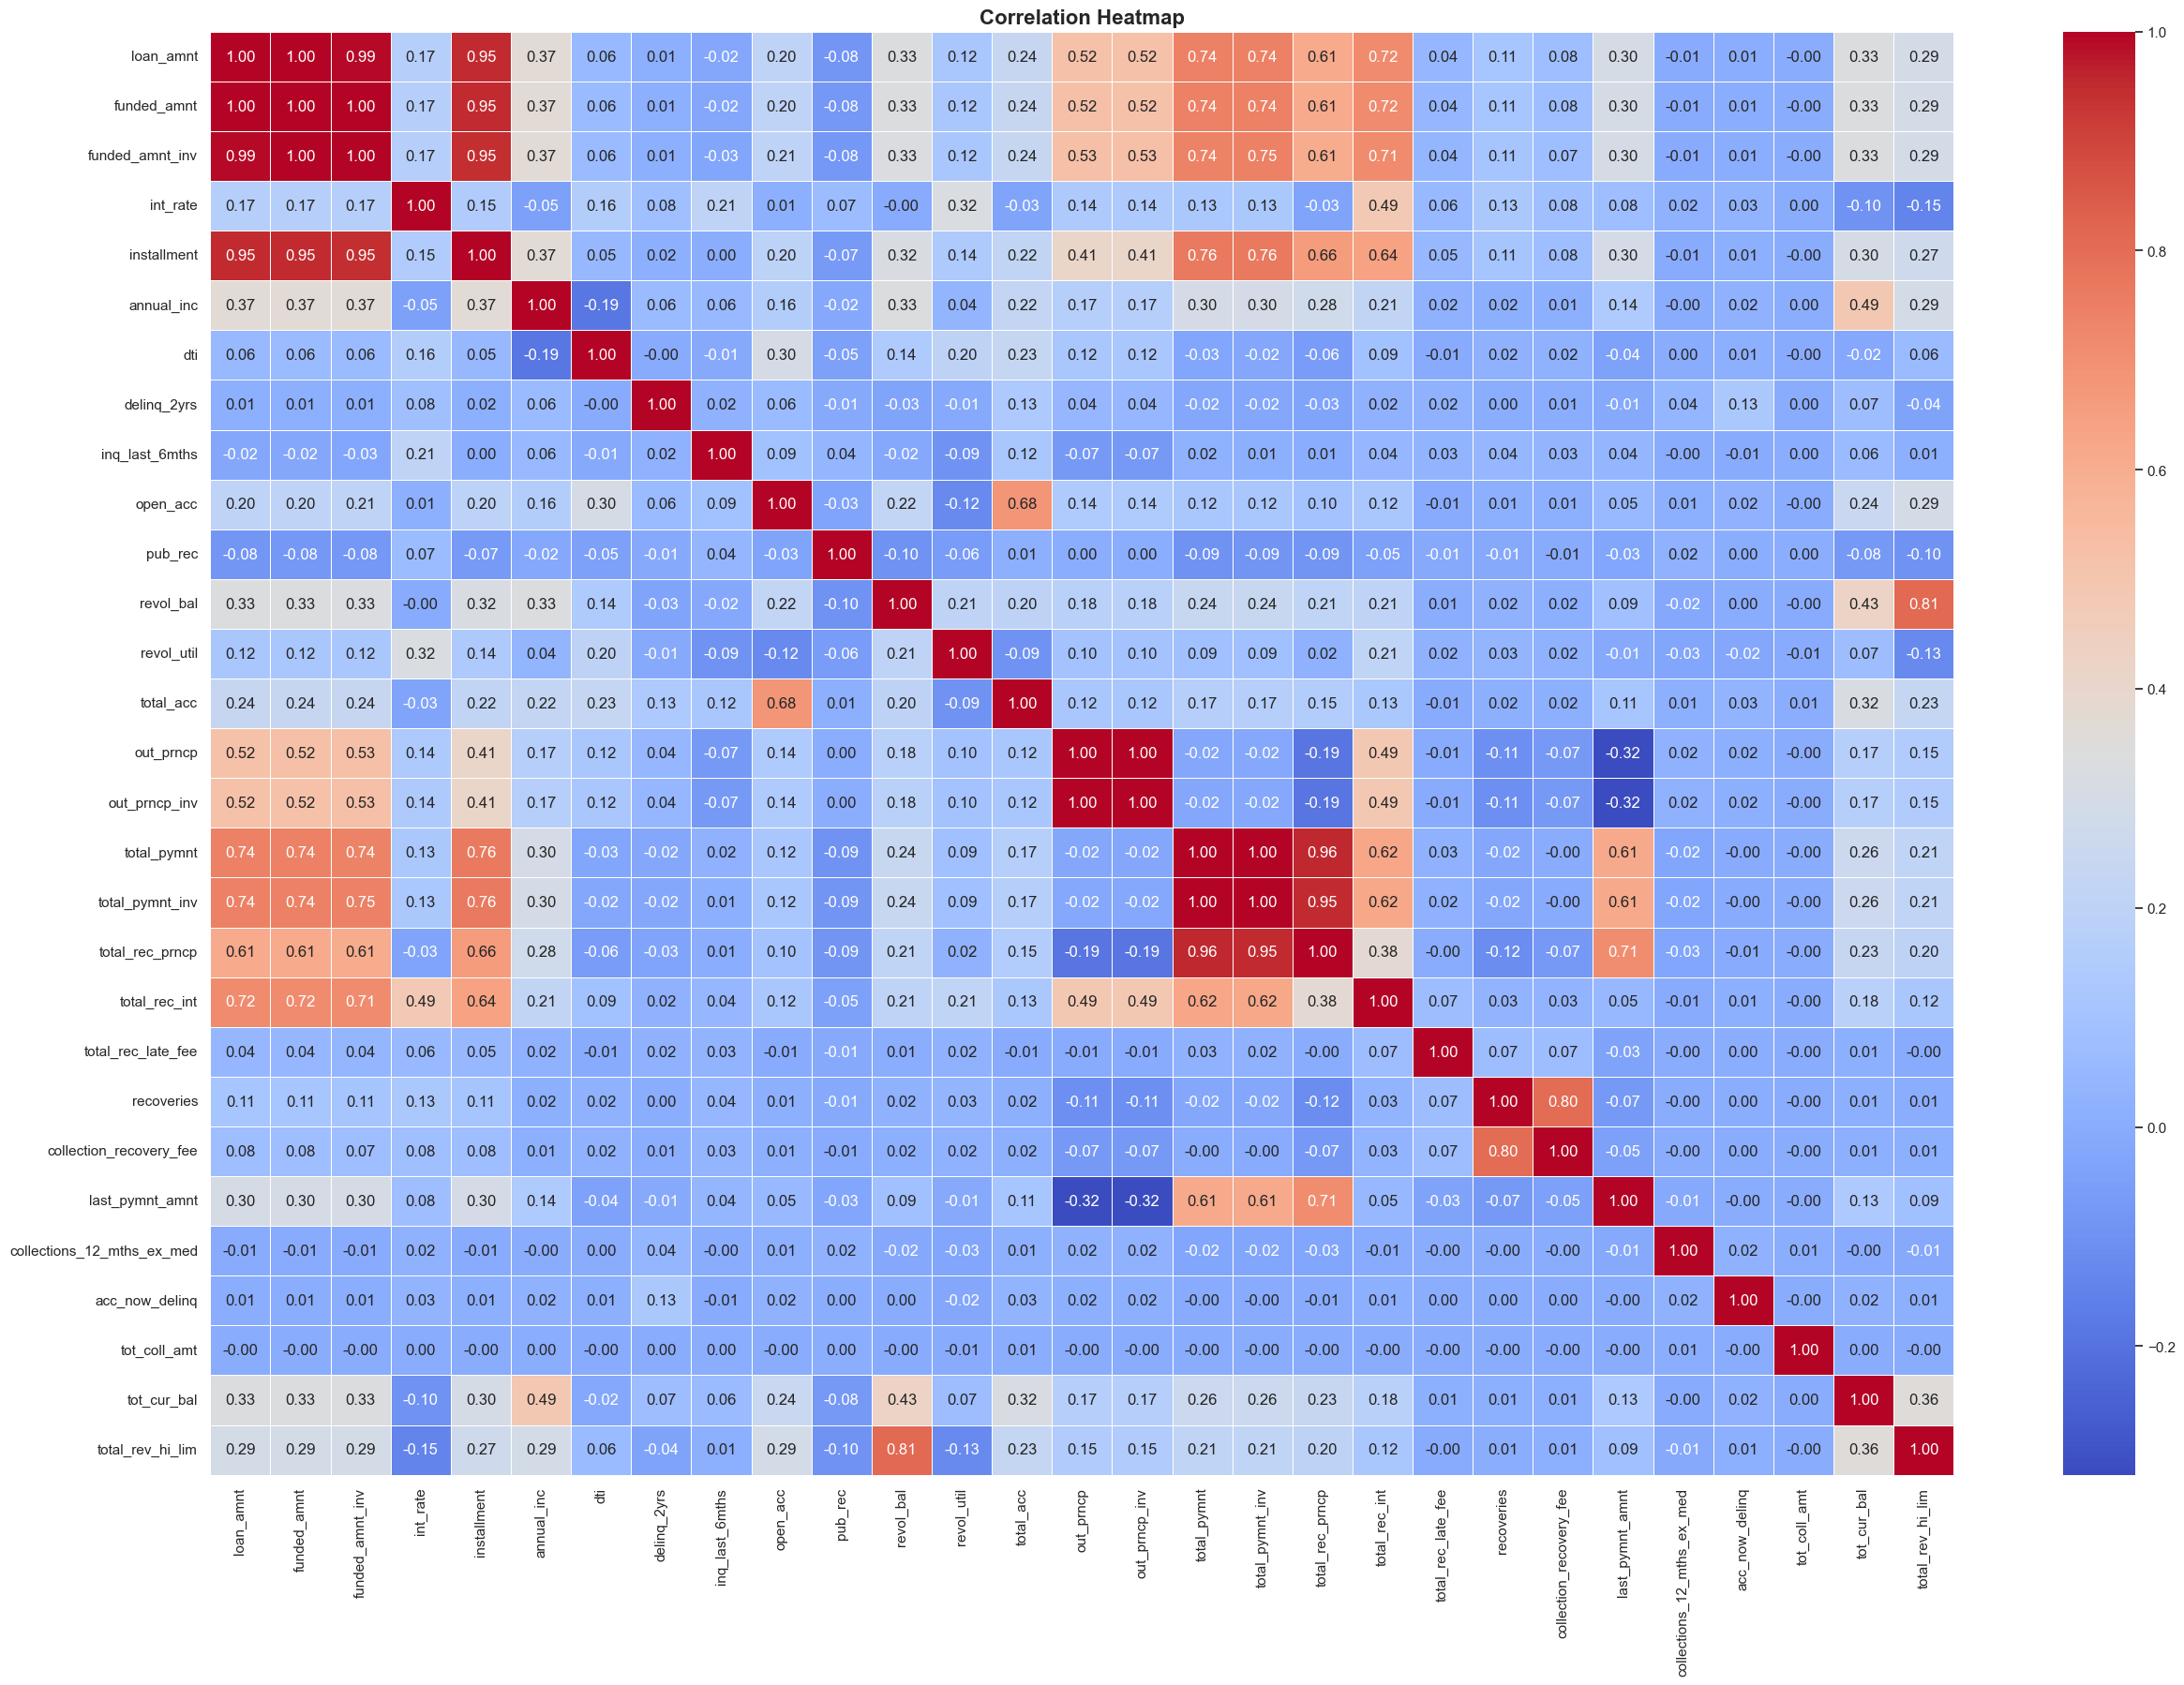 Correlation Heatmap
loan_amnt 1.00 1.00 0.99 0.17 0.95 0.37 0.06 0.01 -0.02 0.20 -0.08 0.33 0.12 0.24 0.52 0.52 0.74 0.74 0.61 0.72 0.04 0.11 0.08 0.30 -0.01 0.01 -0.00 0.33 0.29
funded_amnt 1.00 1.00 1.00 0.17 0.95 0.37 0.06 0.01 -0.02 0.20 -0.08 0.33 0.12 0.24 0.52 0.52 0.74 0.74 0.61 0.72 0.04 0.11 0.08 0.30 -0.01 0.01 -0.00 0.33 0.29
funded_amnt_inv 0.99 1.00 1.00 0.17 0.95 0.37 0.06 0.01 -0.03 0.21 -0.08 0.33 0.12 0.24 0.53 0.53 0.74 0.75 0.61 0.71 0.04 0.11 0.07 0.30 -0.01 0.01 -0.00 0.33 0.29
int_rate 0.17 0.17 0.17 1.00 0.15 -0.05 0.16 0.08 0.21 0.01 0.07 -0.00 0.32 -0.03 0.14 0.14 0.13 0.13 -0.03 0.49 0.06 0.13 0.08 0.08 0.02 0.03 0.00 -0.10 -0.15
installment 0.95 0.95 0.95 0.15 1.00 0.37 0.05 0.02 0.00 0.20 -0.07 0.32 0.14 0.22 0.41 0.41 0.76 0.76 0.66 0.64 0.05 0.11 0.08 0.30 -0.01 0.01 -0.00 0.30 0.27
annual_inc 0.37 0.37 0.37 -0.05 0.37 1.00 -0.19 0.06 0.06 0.16 -0.02 0.33 0.04 0.22 0.17 0.17 0.30 0.30 0.28 0.21 0.02 0.02 0.01 0.14 -0.00 0.02 0.00 0.49 0.29
dti 0.06 0.06 0.06 0.16 0.05 -0.19 1.00 -0.00 -0.01 0.30 -0.05 0.14 0.20 0.23 0.12 0.12 -0.03 -0.02 -0.06 0.09 -0.01 0.02 0.02 -0.04 0.00 0.01 -0.00 -0.02 0.06
delinq_2yrs 0.01 0.01 0.01 0.08 0.02 0.06 -0.00 1.00 0.02 0.06 -0.01 -0.03 -0.01 0.13 0.04 0.04 -0.02 -0.02 -0.03 0.02 0.02 0.00 0.01 -0.01 0.04 0.13 0.00 0.07 -0.04
inq_last_6mths -0.02 -0.02 -0.03 0.21 0.00 0.06 -0.01 0.02 1.00 0.09 0.04 -0.02 -0.09 0.12 -0.07 -0.07 0.02 0.01 0.01 0.04 0.03 0.04 0.03 0.04 -0.00 -0.01 0.00 0.06 0.01
open_acc 0.20 0.20 0.21 0.01 0.20 0.16 0.30 0.06 0.09 1.00 -0.03 0.22 -0.12 0.68 0.14 0.14 0.12 0.12 0.10 0.12 -0.01 0.01 0.01 0.05 0.01 0.02 -0.00 0.24 0.29
pub_rec -0.08 -0.08 -0.08 0.07 -0.07 -0.02 -0.05 -0.01 0.04 -0.03 1.00 -0.10 -0.06 0.01 0.00 0.00 -0.09 -0.09 -0.09 -0.05 -0.01 -0.01 -0.01 -0.03 0.02 0.00 0.00 -0.08 -0.10
revol_bal 0.33 0.33 0.33 -0.00 0.32 0.33 0.14 -0.03 -0.02 0.22 -0.10 1.00 0.21 0.20 0.18 0.18 0.24 0.24 0.21 0.21 0.01 0.02 0.02 0.09 -0.02 0.00 -0.00 0.43 0.81
revol_util 0.12 0.12 0.12 0.32 0.14 0.04 0.20 -0.01 -0.09 -0.12 -0.06 0.21 1.00 -0.09 0.10 0.10 0.09 0.09 0.02 0.21 0.02 0.03 0.02 -0.01 -0.03 -0.02 -0.01 0.07 -0.13
total_acc 0.24 0.24 0.24 -0.03 0.22 0.22 0.23 0.13 0.12 0.68 0.01 0.20 -0.09 1.00 0.12 0.12 0.17 0.17 0.15 0.13 -0.01 0.02 0.02 0.11 0.01 0.03 0.01 0.32 0.23
out_prncp 0.52 0.52 0.53 0.14 0.41 0.17 0.12 0.04 -0.07 0.14 0.00 0.18 0.10 0.12 1.00 1.00 -0.02 -0.02 -0.19 0.49 -0.01 -0.11 -0.07 -0.32 0.02 0.02 -0.00 0.17 0.15
out_prncp_inv 0.52 0.52 0.53 0.14 0.41 0.17 0.12 0.04 -0.07 0.14 0.00 0.18 0.10 0.12 1.00 1.00 -0.02 -0.02 -0.19 0.49 -0.01 -0.11 -0.07 -0.32 0.02 0.02 -0.00 0.17 0.15
total_pymnt 0.74 0.74 0.74 0.13 0.76 0.30 -0.03 -0.02 0.02 0.12 -0.09 0.24 0.09 0.17 -0.02 -0.02 1.00 1.00 0.96 0.62 0.03 -0.02 -0.00 0.61 -0.02 -0.00 -0.00 0.26 0.21
total_pymnt_inv 0.74 0.74 0.75 0.13 0.76 0.30 -0.02 -0.02 0.01 0.12 -0.09 0.24 0.09 0.17 -0.02 -0.02 1.00 1.00 0.95 0.62 0.02 -0.02 -0.00 0.61 -0.02 -0.00 -0.00 0.26 0.21
total_rec_prncp 0.61 0.61 0.61 -0.03 0.66 0.28 -0.06 -0.03 0.01 0.10 -0.09 0.21 0.02 0.15 -0.19 -0.19 0.96 0.95 1.00 0.38 -0.00 -0.12 -0.07 0.71 -0.03 -0.01 -0.00 0.23 0.20
total_rec_int 0.72 0.72 0.71 0.49 0.64 0.21 0.09 0.02 0.04 0.12 -0.05 0.21 0.21 0.13 0.49 0.49 0.62 0.62 0.38 1.00 0.07 0.03 0.03 0.05 -0.01 0.01 -0.00 0.18 0.12
total_rec_late_fee 0.04 0.04 0.04 0.06 0.05 0.02 -0.01 0.02 0.03 -0.01 -0.01 0.01 0.02 -0.01 -0.01 -0.01 0.03 0.02 -0.00 0.07 1.00 0.07 0.07 -0.03 -0.00 0.00 -0.00 0.01 -0.00
recoveries 0.11 0.11 0.11 0.13 0.11 0.02 0.02 0.00 0.04 0.01 -0.01 0.02 0.03 0.02 -0.11 -0.11 -0.02 -0.02 -0.12 0.03 0.07 1.00 0.80 -0.07 -0.00 0.00 -0.00 0.01 0.01
collection_recovery_fee 0.08 0.08 0.07 0.08 0.08 0.01 0.02 0.01 0.03 0.01 -0.01 0.02 0.02 0.02 -0.07 -0.07 -0.00 -0.00 -0.07 0.03 0.07 0.80 1.00 -0.05 -0.00 0.00 -0.00 0.01 0.01
last_pymnt_amnt 0.30 0.30 0.30 0.08 0.30 0.14 -0.04 -0.01 0.04 0.05 -0.03 0.09 -0.01 0.11 -0.32 -0.32 0.61 0.61 0.71 0.05 -0.03 -0.07 -0.05 1.00 -0.01 -0.00 -0.00 0.13 0.09
collections_12_mths_ex_med -0.01 -0.01 -0.01 0.02 -0.01 -0.00 0.00 0.04 -0.00 0.01 0.02 -0.02 -0.03 0.01 0.02 0.02 -0.02 -0.02 -0.03 -0.01 -0.00 -0.00 -0.00 -0.01 1.00 0.02 0.01 -0.00 -0.01
acc_now_delinq 0.01 0.01 0.01 0.03 0.01 0.02 0.01 0.13 -0.01 0.02 0.00 0.00 -0.02 0.03 0.02 0.02 -0.00 -0.00 -0.01 0.01 0.00 0.00 0.00 -0.00 0.02 1.00 -0.00 0.02 0.01
tot_coll_amt -0.00 -0.00 -0.00 0.00 -0.00 0.00 -0.00 0.00 0.00 -0.00 0.00 -0.00 -0.01 0.01 -0.00 -0.00 -0.00 -0.00 -0.00 -0.00 -0.00 -0.00 -0.00 -0.00 0.01 -0.00 1.00 0.00 -0.00
tot_cur_bal 0.33 0.33 0.33 -0.10 0.30 0.49 -0.02 0.07 0.06 0.24 -0.08 0.43 0.07 0.32 0.17 0.17 0.26 0.26 0.23 0.18 0.01 0.01 0.01 0.13 -0.00 0.02 0.00 1.00 0.36
total_rev_hi_lim 0.29 0.29 0.29 -0.15 0.27 0.29 0.06 -0.04 0.01 0.29 -0.10 0.81 -0.13 0.23 0.15 0.15 0.21 0.21 0.20 0.12 -0.00 0.01 0.01 0.09 -0.01 0.01 -0.00 0.36 1.00
loan_amnt
funded_amnt
funded_amnt_inv
int_rate
installment
annual_inc
dti
delinq_2yrs
inq_last_6mths
open_acc
pub_rec
revol_bal
revol_util
total_acc
out_prncp
out_prncp_inv
total_pymnt
total_pymnt_inv
total_rec_prncp
total_rec_int
total_rec_late_fee
recoveries
collection_recovery_fee
last_pymnt_amnt
collections_12_mths_ex_med
acc_now_delinq
tot_coll_amt
tot_cur_bal
total_rev_hi_lim
1.0
0.8
0.6
0.4
0.2
0.0
−0.2